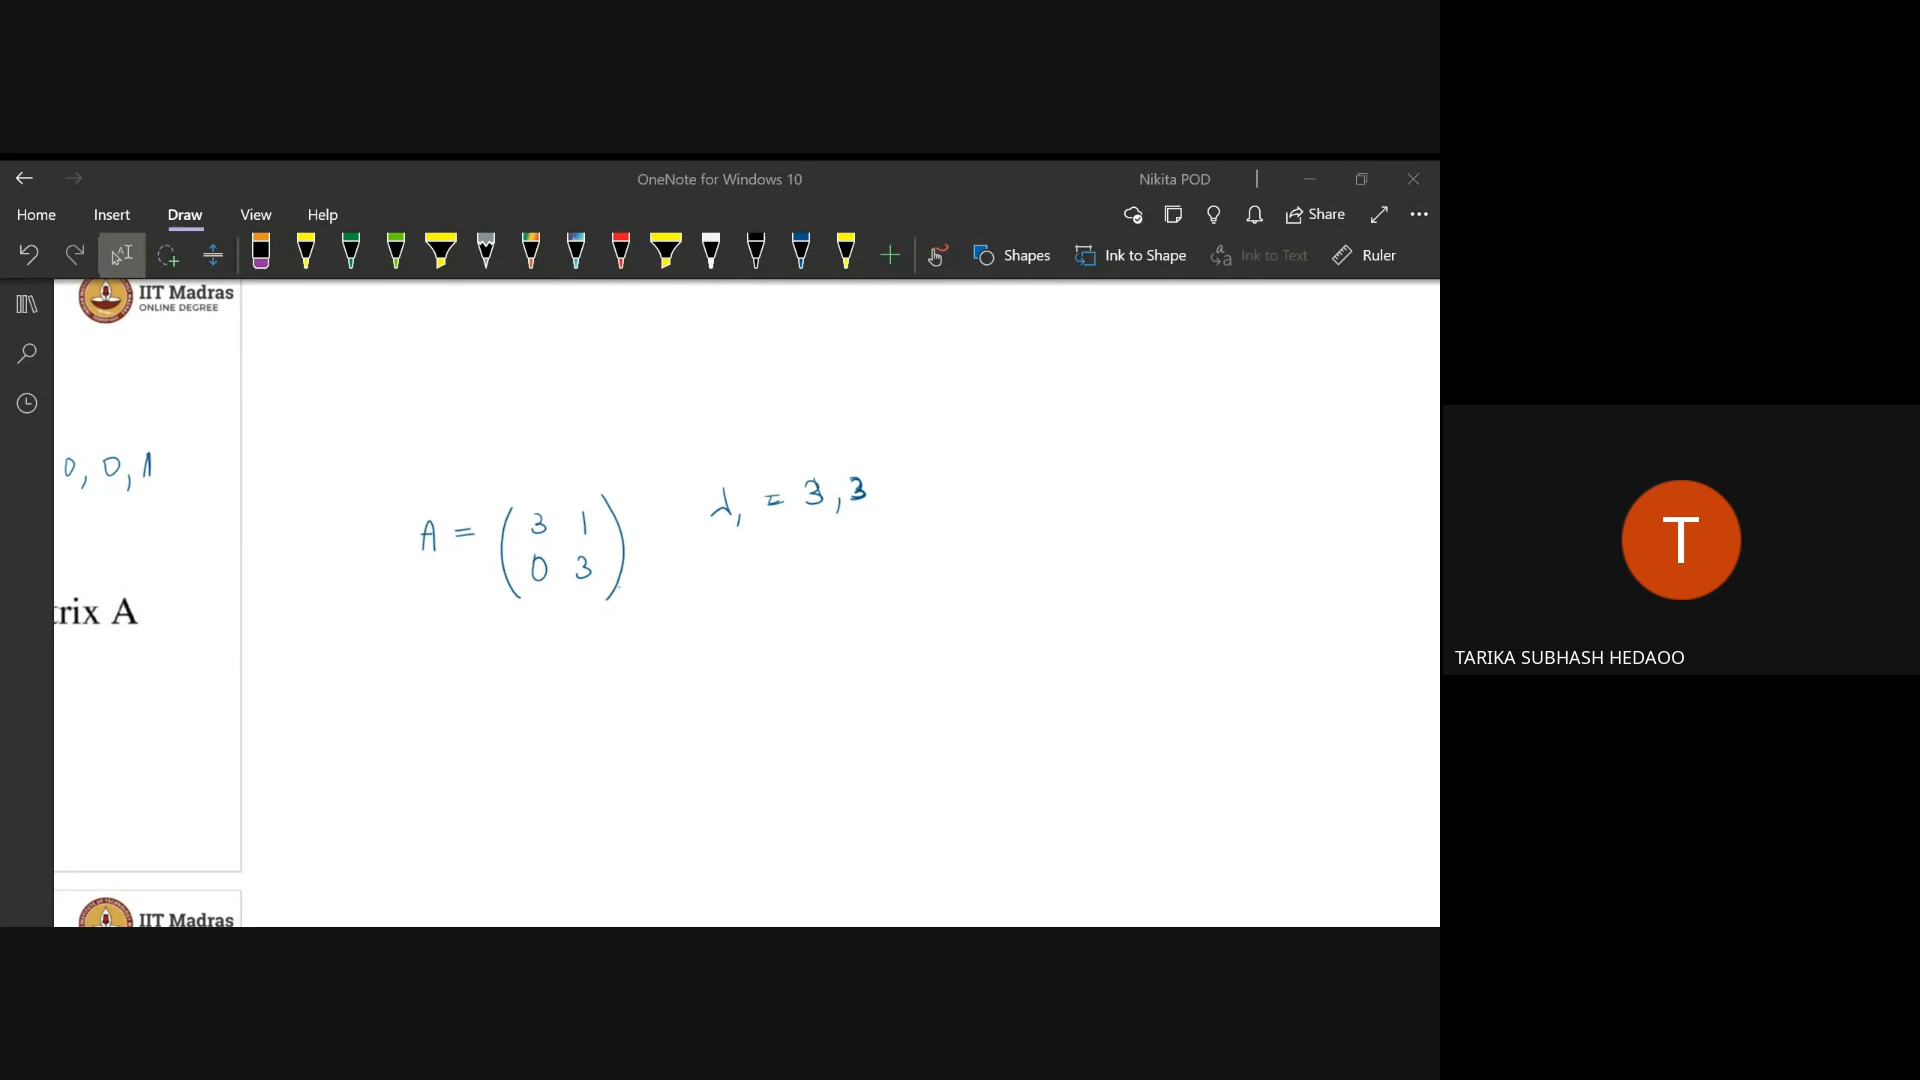 OneNote for Windows 10
Nikita POD
Home Insert Draw View Help
Share
Shapes Ink to Shape Ink to Text Ruler
IIT Madras
ONLINE DEGREE
0, 0, 1
A = ( 3 1
0 3 )
λ, = 3, 3
trix A
IIT Madras
T
TARIKA SUBHASH HEDAOO